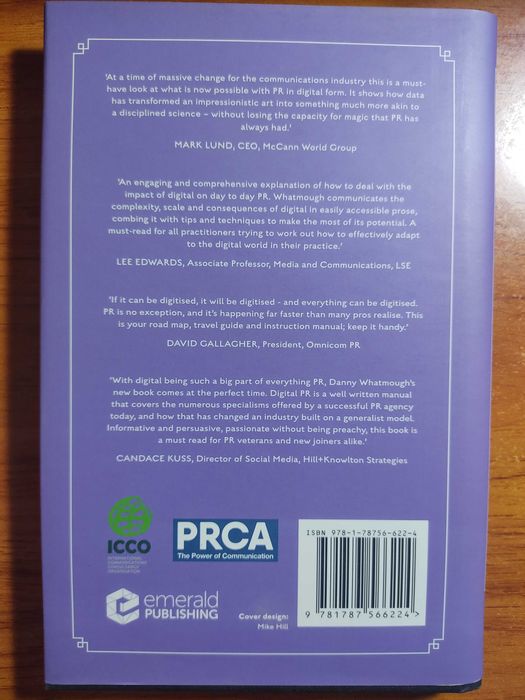 'At a time of massive change for the communications industry this is a must-
have look at what is now possible with PR in digital form. It shows how data
has transformed an impressionistic art into something much more akin to
a disciplined science – without losing the capacity for magic that PR has
always had.'
MARK LUND, CEO, McCann World Group
'An engaging and comprehensive explanation of how to deal with the
impact of digital on day to day PR. Whatmough communicates the
complexity, scale and consequences of digital in easily accessible prose,
combing it with tips and techniques to make the most of its potential. A
must-read for all practitioners trying to work out how to effectively adapt
to the digital world in their practice.'
LEE EDWARDS, Associate Professor, Media and Communications, LSE
'If it can be digitised, it will be digitised - and everything can be digitised.
PR is no exception, and it's happening far faster than many pros realise. This
is your road map, travel guide and instruction manual; keep it handy.'
DAVID GALLAGHER, President, Omnicom PR
'With digital being such a big part of everything PR, Danny Whatmough's
new book comes at the perfect time. Digital PR is a well written manual
that covers the numerous specialisms offered by a successful PR agency
today, and how that has changed an industry built on a generalist model.
Informative and persuasive, passionate without being preachy, this book is
a must read for PR veterans and new joiners alike.'
CANDACE KUSS, Director of Social Media, Hill+Knowlton Strategies
ICCO
INTERNATIONAL
COMMUNICATIONS
CONSULTANCY
ORGANISATION
PRCA
The Power of Communication
ISBN 978-1-78756-622-4
9 781787 566224 >
emerald
PUBLISHING
Cover design:
Mike Hill